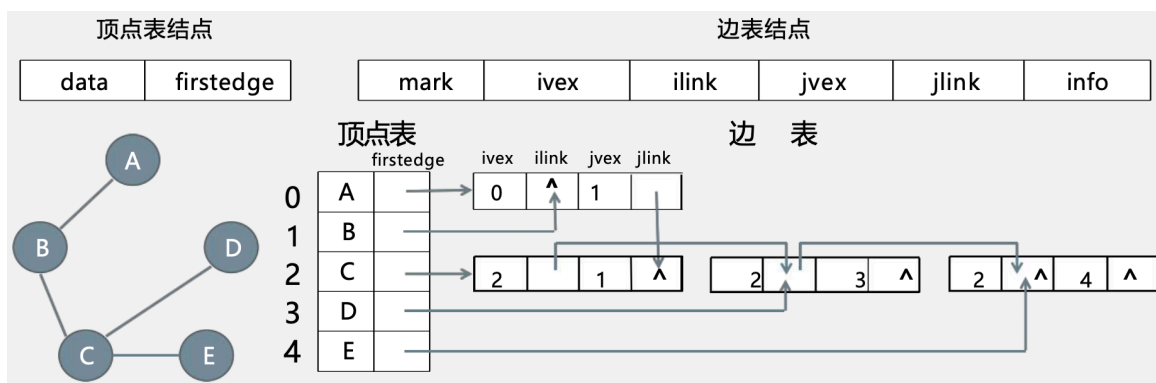 顶点表结点 边表结点
data firstedge mark ivex ilink jvex jlink info
顶点表 边 表
firstedge ivex ilink jvex jlink
A
0 A 0 ^ 1
1 B
B D
2 C 2 1 ^ 2 3 ^ 2 ^ 4 ^
3 D
4 E
C E